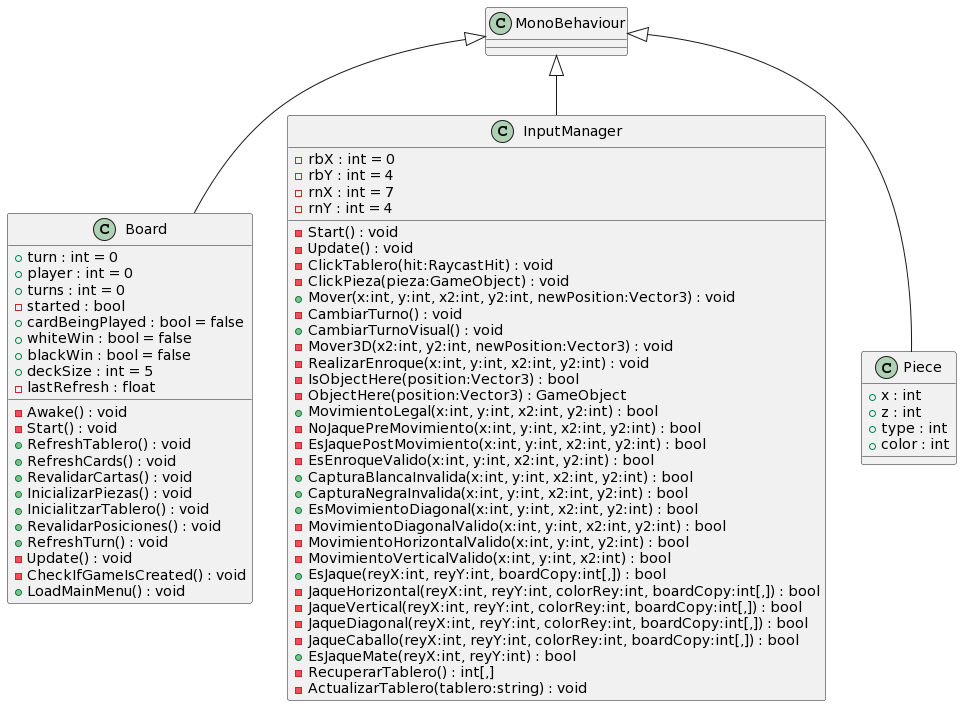 C MonoBehaviour
C InputManager
rbX : int = 0
rbY : int = 4
rnX : int = 7
rnY : int = 4
Start() : void
Update() : void
ClickTablero(hit:RaycastHit) : void
ClickPieza(pieza:GameObject) : void
Mover(x:int, y:int, x2:int, y2:int, newPosition:Vector3) : void
CambiarTurno() : void
CambiarTurnoVisual() : void
Mover3D(x2:int, y2:int, newPosition:Vector3) : void
RealizarEnroque(x:int, y:int, x2:int, y2:int) : void
IsObjectHere(position:Vector3) : bool
ObjectHere(position:Vector3) : GameObject
MovimientoLegal(x:int, y:int, x2:int, y2:int) : bool
NoJaquePreMovimiento(x:int, y:int, x2:int, y2:int) : bool
EsJaquePostMovimiento(x:int, y:int, x2:int, y2:int) : bool
EsEnroqueValido(x:int, y:int, x2:int, y2:int) : bool
CapturaBlancaInvalida(x:int, y:int, x2:int, y2:int) : bool
CapturaNegraInvalida(x:int, y:int, x2:int, y2:int) : bool
EsMovimientoDiagonal(x:int, y:int, x2:int, y2:int) : bool
MovimientoDiagonalValido(x:int, y:int, x2:int, y2:int) : bool
MovimientoHorizontalValido(x:int, y:int, y2:int) : bool
MovimientoVerticalValido(x:int, y:int, x2:int) : bool
EsJaque(reyX:int, reyY:int, boardCopy:int[,]) : bool
JaqueHorizontal(reyX:int, reyY:int, colorRey:int, boardCopy:int[,]) : bool
JaqueVertical(reyX:int, reyY:int, colorRey:int, boardCopy:int[,]) : bool
JaqueDiagonal(reyX:int, reyY:int, colorRey:int, boardCopy:int[,]) : bool
JaqueCaballo(reyX:int, reyY:int, colorRey:int, boardCopy:int[,]) : bool
EsJaqueMate(reyX:int, reyY:int) : bool
RecuperarTablero() : int[,]
ActualizarTablero(tablero:string) : void
C Board
turn : int = 0
player : int = 0
turns : int = 0
started : bool
cardBeingPlayed : bool = false
whiteWin : bool = false
blackWin : bool = false
deckSize : int = 5
lastRefresh : float
Awake() : void
Start() : void
RefreshTablero() : void
RefreshCards() : void
RevalidarCartas() : void
InicializarPiezas() : void
InicialitzarTablero() : void
RevalidarPosiciones() : void
RefreshTurn() : void
Update() : void
CheckIfGameIsCreated() : void
LoadMainMenu() : void
C Piece
x : int
z : int
type : int
color : int